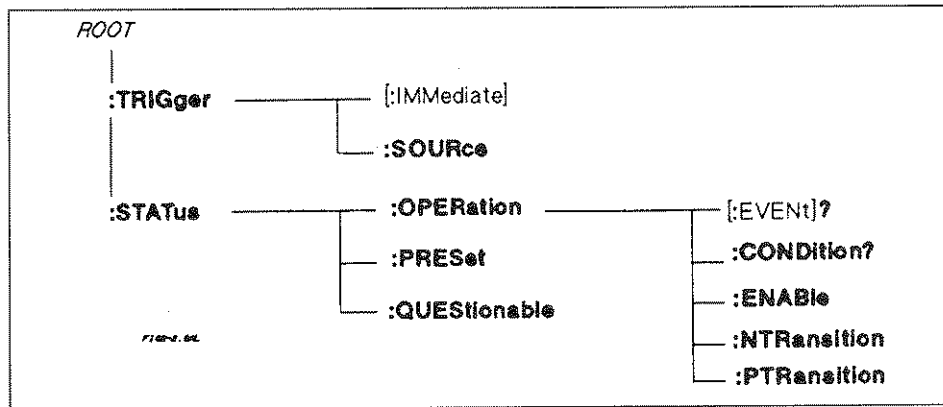 ROOT
:TRIGger [:IMMediate]
:SOURce
:STATus :OPERation [:EVENt]?
:PRESet :CONDition?
:QUEStionable :ENABle
:NTRansition
:PTRansition